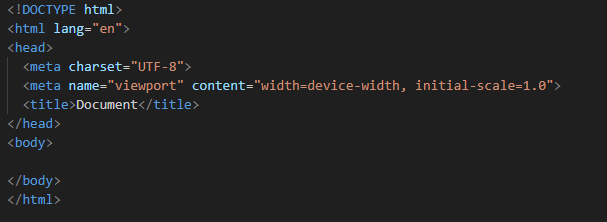 <!DOCTYPE html>
<html lang="en">
<head>
  <meta charset="UTF-8">
  <meta name="viewport" content="width=device-width, initial-scale=1.0">
  <title>Document</title>
</head>
<body>

</body>
</html>